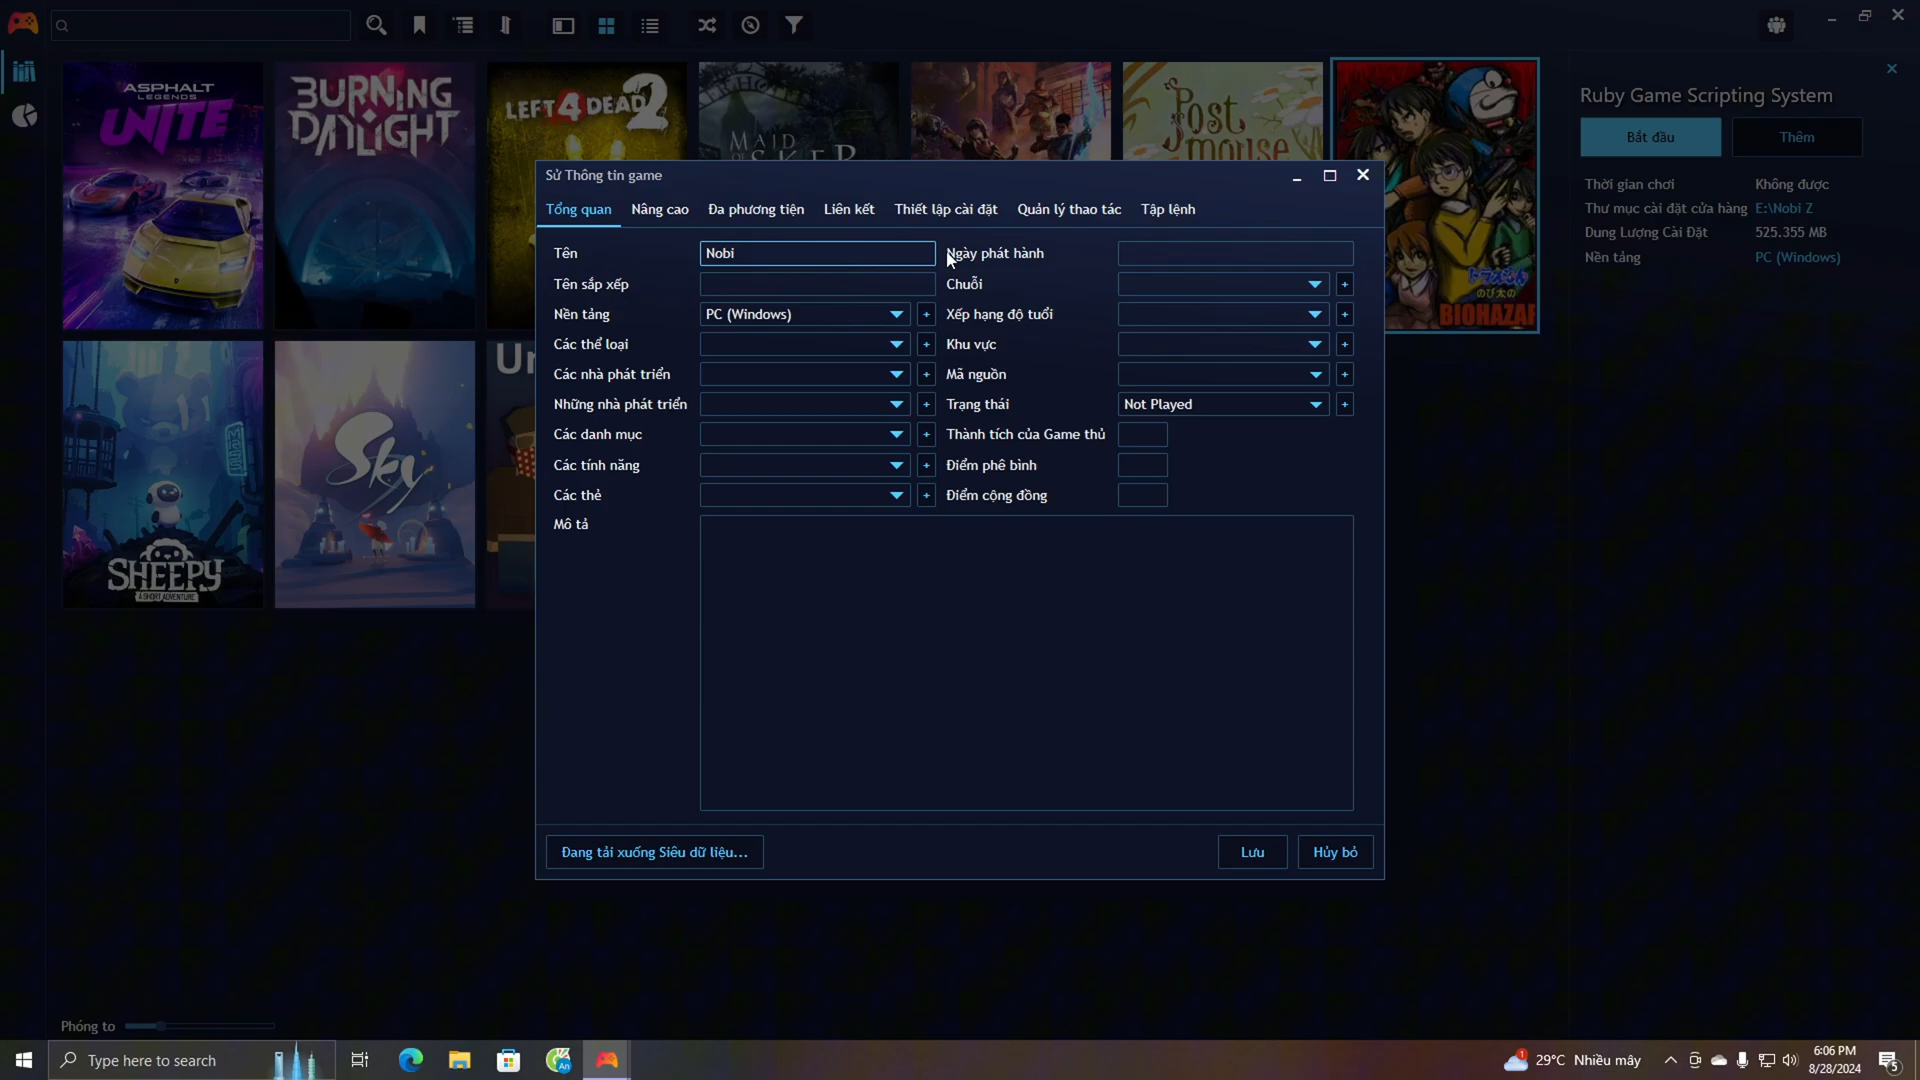 ASPHALT
LEGENDS
UNITE
BURNING
DAYLIGHT
LEFT 4 DEAD 2
MAID OF SKER
Post
mouse
BIOHAZARD
SHEEPY
A SHORT ADVENTURE
Sky
Un
Ruby Game Scripting System
Bắt đầu
Thêm
Thời gian chơi Không được
Thư mục cài đặt cửa hàng E:\Nobi Z
Dung Lượng Cài Đặt 525.355 MB
Nền tảng PC (Windows)
Sử Thông tin game
Tổng quan Nâng cao Đa phương tiện Liên kết Thiết lập cài đặt Quản lý thao tác Tập lệnh
Tên Nobi Ngày phát hành
Tên sắp xếp Chuỗi
Nền tảng PC (Windows) + Xếp hạng độ tuổi +
Các thể loại + Khu vực +
Các nhà phát triển + Mã nguồn +
Những nhà phát triển + Trạng thái Not Played +
Các danh mục + Thành tích của Game thủ
Các tính năng + Điểm phê bình
Các thẻ + Điểm cộng đồng
Mô tả
Đang tải xuống Siêu dữ liệu...
Lưu
Hủy bỏ
Phóng to
Type here to search
29°C Nhiều mây
6:06 PM
8/28/2024